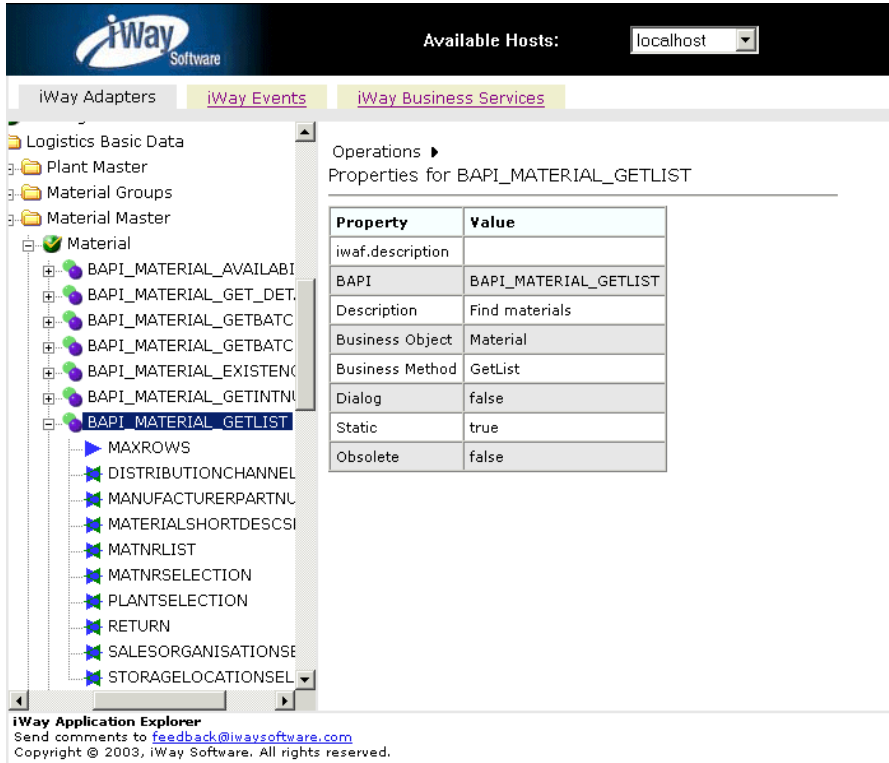 iWay
Software
Available Hosts:
localhost
iWay Adapters
iWay Events
iWay Business Services
Logistics Basic Data
Plant Master
Material Groups
Material Master
Material
BAPI_MATERIAL_AVAILABI
BAPI_MATERIAL_GET_DET
BAPI_MATERIAL_GETBATC
BAPI_MATERIAL_GETBATC
BAPI_MATERIAL_EXISTENC
BAPI_MATERIAL_GETINTNU
BAPI_MATERIAL_GETLIST
MAXROWS
DISTRIBUTIONCHANNEL
MANUFACTURERPARTNU
MATERIALSHORTDESCS
MATNRLIST
MATNRSELECTION
PLANTSELECTION
RETURN
SALESORGANISATIONSE
STORAGELOCATIONSEL
Operations
Properties for BAPI_MATERIAL_GETLIST
Property Value
iwaf.description
BAPI BAPI_MATERIAL_GETLIST
Description Find materials
Business Object Material
Business Method GetList
Dialog false
Static true
Obsolete false
iWay Application Explorer
Send comments to feedback@iwaysoftware.com
Copyright © 2003, iWay Software. All rights reserved.